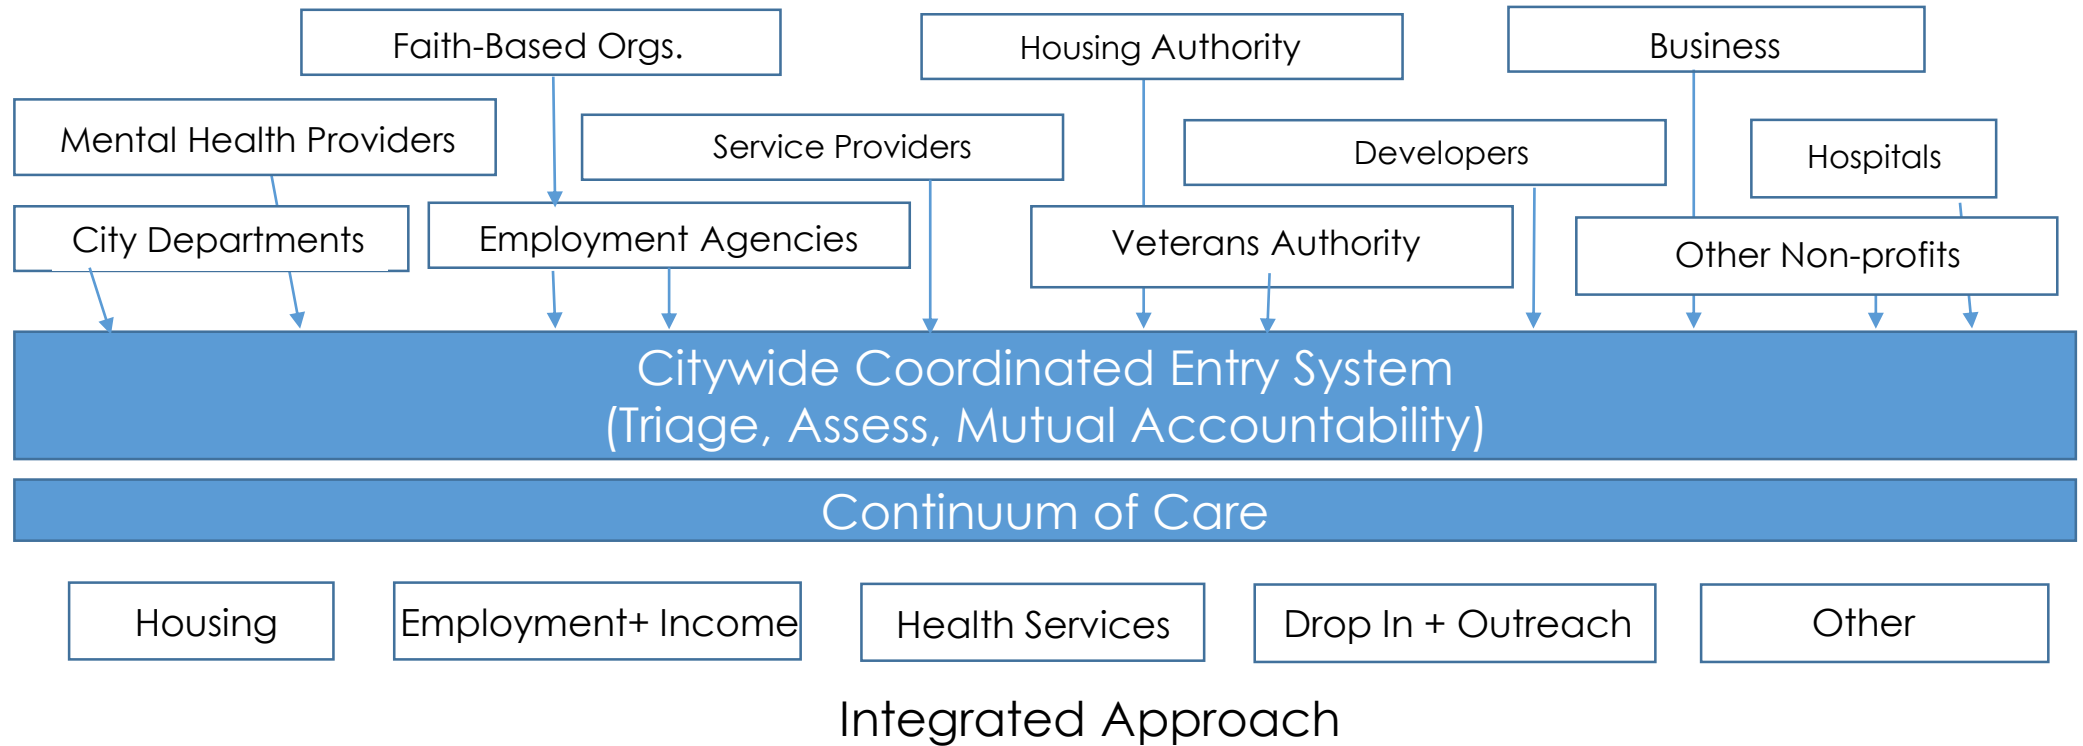 Faith-Based Orgs.
Housing Authority
Business
Mental Health Providers
Service Providers
Developers
Hospitals
City Departments
Employment Agencies
Veterans Authority
Other Non-profits
Citywide Coordinated Entry System
(Triage, Assess, Mutual Accountability)
Continuum of Care
Housing
Employment+ Income
Health Services
Drop In + Outreach
Other
Integrated Approach